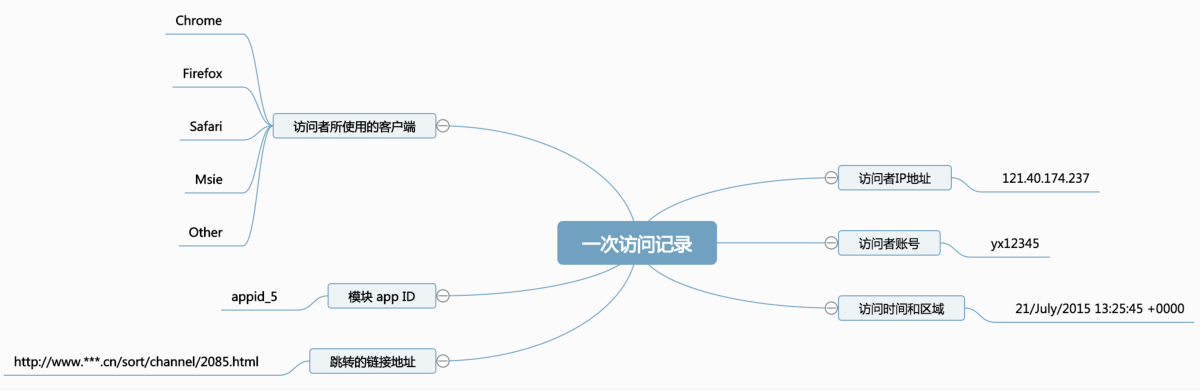 Chrome
Firefox
Safari
Msie
Other
访问者所使用的客户端
模块 app ID
appid_5
跳转的链接地址
http://www.***.cn/sort/channel/2085.html
一次访问记录
访问者IP地址
121.40.174.237
访问者账号
yx12345
访问时间和区域
21/July/2015 13:25:45 +0000